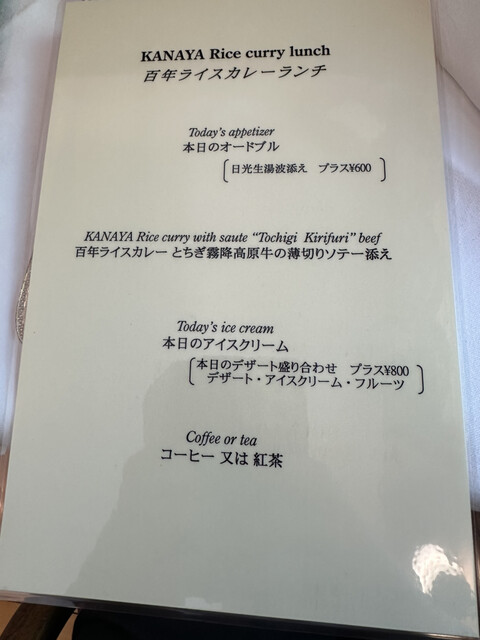 KANAYA Rice curry lunch
百年ライスカレーランチ
Today's appetizer
本日のオードブル
日光生湯波添え プラス¥600
KANAYA Rice curry with saute "Tochigi Kirifuri" beef
百年ライスカレー とちぎ霧降高原牛の薄切りソテー添え
Today's ice cream
本日のアイスクリーム
本日のデザート盛り合わせ プラス¥800
デザート・アイスクリーム・フルーツ
Coffee or tea
コーヒー 又は 紅茶